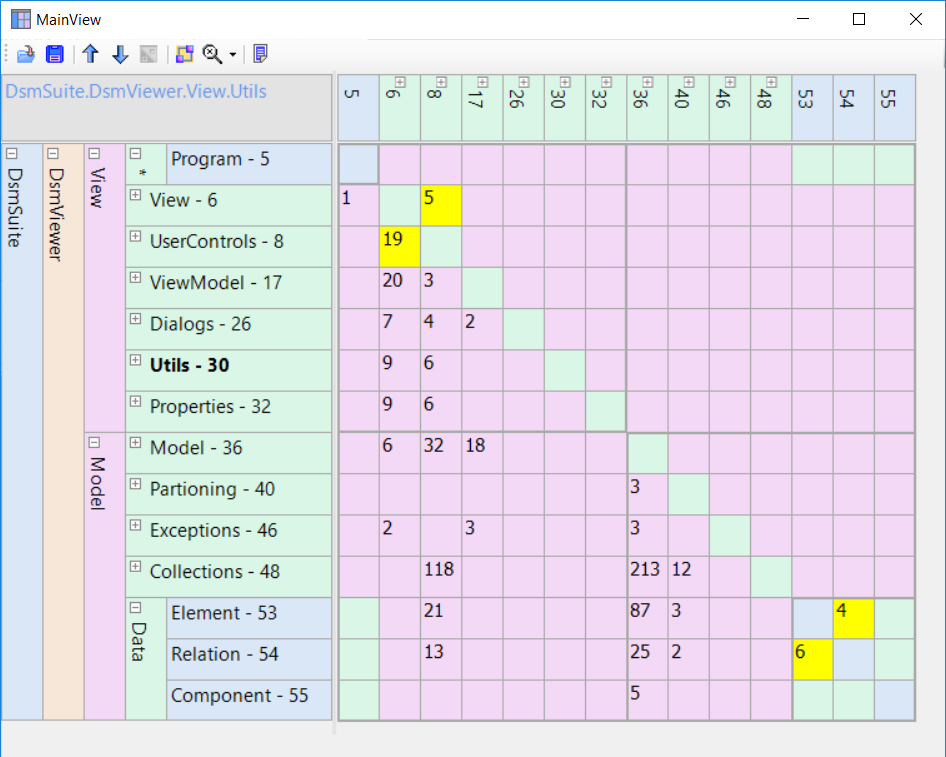 MainView
DsmSuite.DsmViewer.View.Utils
5 6 8 17 26 30 32 36 40 46 48 53 54 55
DsmSuite
DsmViewer
View
*
Program - 5
View - 6 1 5
UserControls - 8 19
ViewModel - 17 20 3
Dialogs - 26 7 4 2
Utils - 30 9 6
Properties - 32 9 6
Model
Model - 36 6 32 18
Partioning - 40 3
Exceptions - 46 2 3 3
Collections - 48 118 213 12
Data
Element - 53 21 87 3 4
Relation - 54 13 25 2 6
Component - 55 5